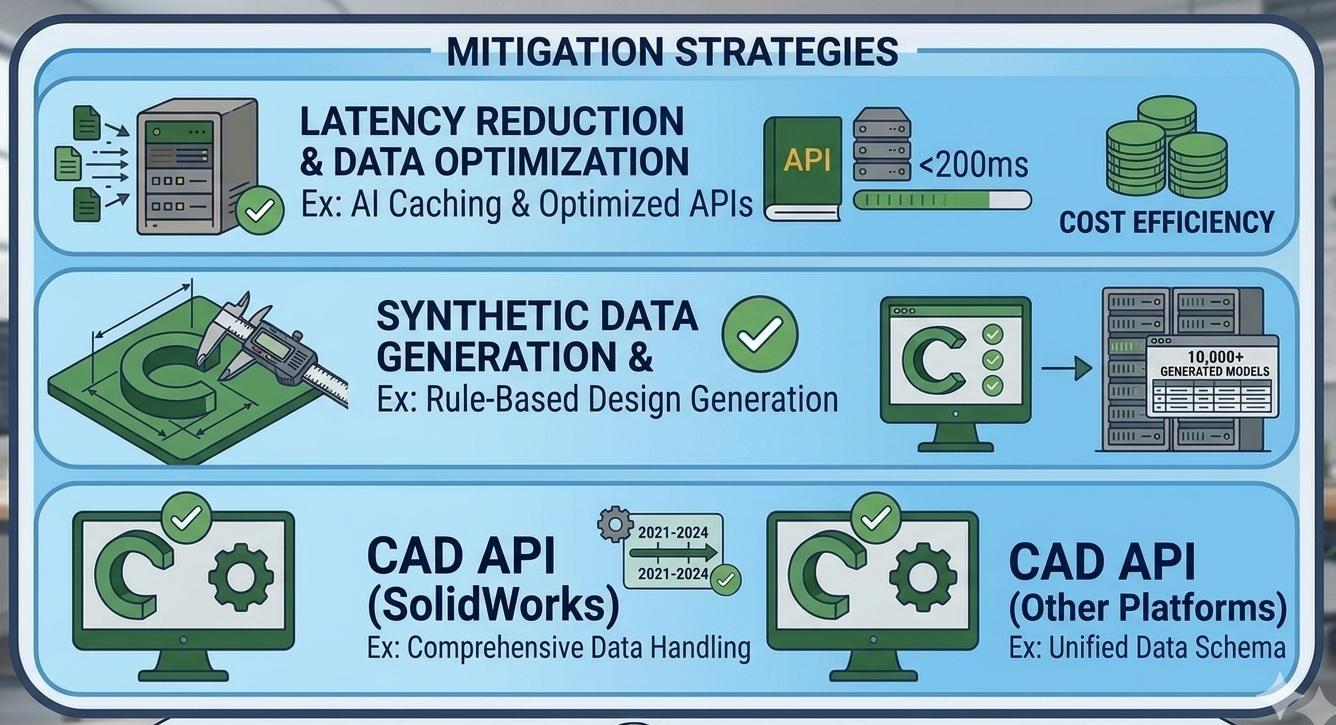 MITIGATION STRATEGIES
LATENCY REDUCTION
& DATA OPTIMIZATION
Ex: AI Caching & Optimized APIs
API
<200ms
COST EFFICIENCY
SYNTHETIC DATA
GENERATION &
Ex: Rule-Based Design Generation
10,000+
GENERATED MODELS
CAD API
(SolidWorks)
Ex: Comprehensive Data Handling
2021-2024
2021-2024
CAD API
(Other Platforms)
Ex: Unified Data Schema